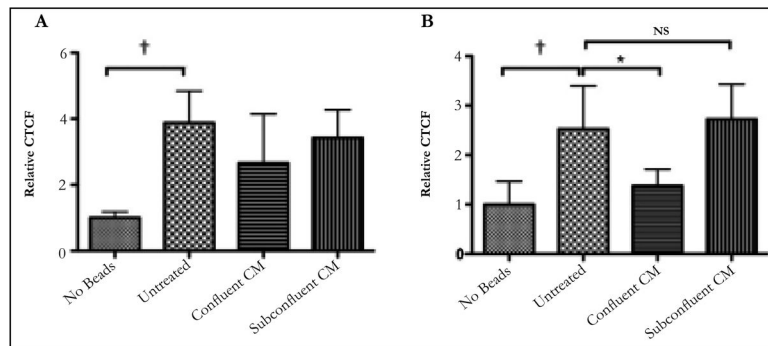 A
†
Relative CTCF
6
4
2
0
No Beads
Untreated
Confluent CM
Subconfluent CM
B
NS
†
*
Relative CTCF
4
3
2
1
0
No Beads
Untreated
Confluent CM
Subconfluent CM